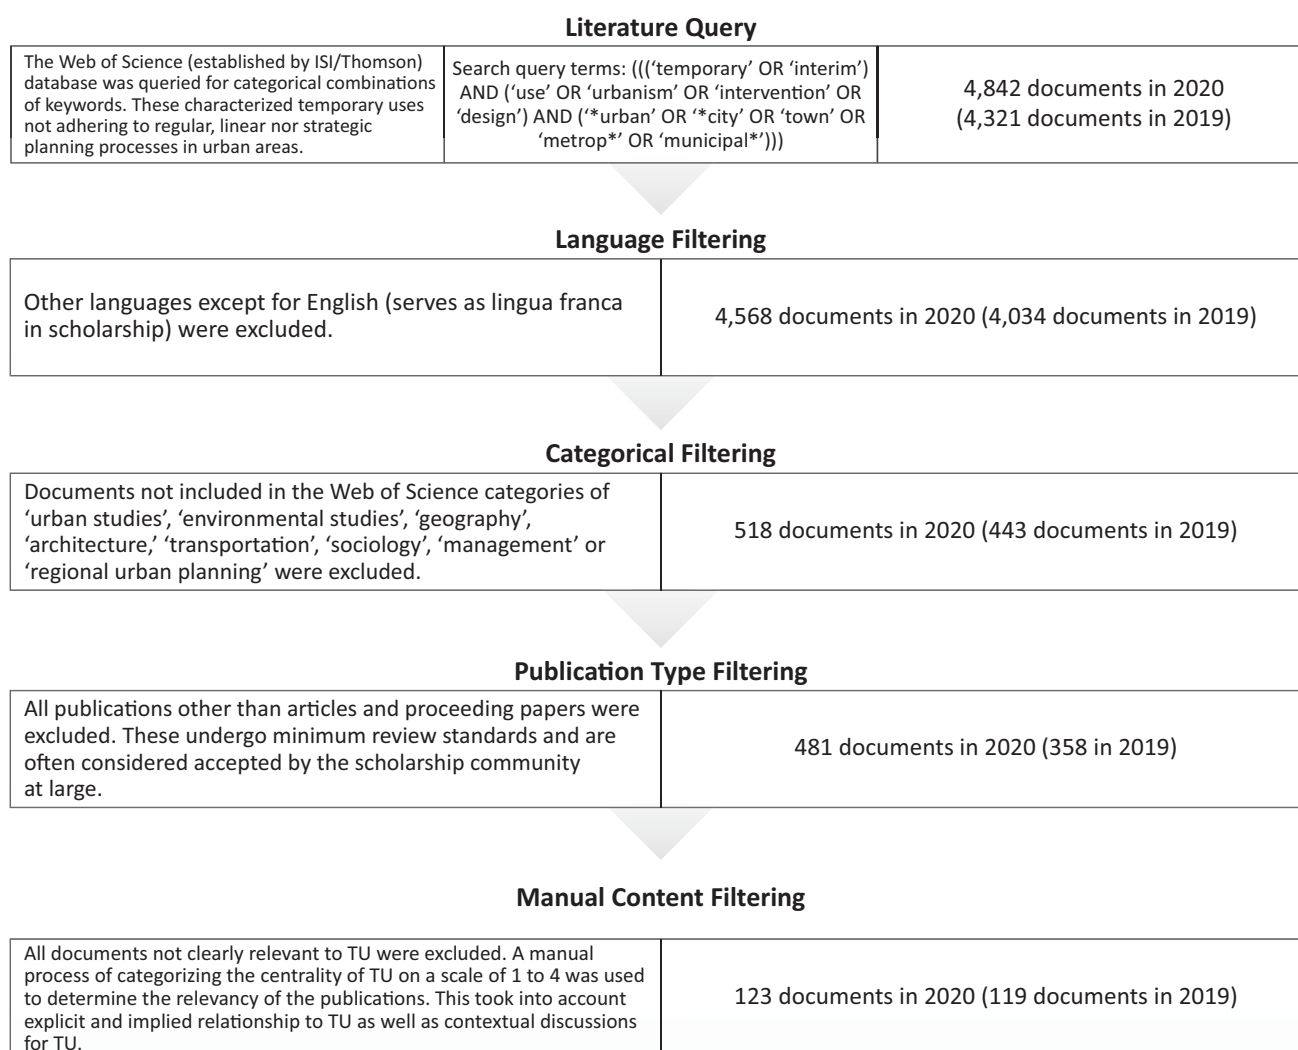 Literature Query
The Web of Science (established by ISI/Thomson)
database was queried for categorical combinations
of keywords. These characterized temporary uses
not adhering to regular, linear nor strategic
planning processes in urban areas.
Search query terms: (((‘temporary’ OR ‘interim’)
AND (‘use’ OR ‘urbanism’ OR ‘intervention’ OR
‘design’) AND (‘*urban’ OR ‘*city’ OR ‘town’ OR
‘metrop*’ OR ‘municipal*’)))
4,842 documents in 2020
(4,321 documents in 2019)
Language Filtering
Other languages except for English (serves as lingua franca
in scholarship) were excluded.
4,568 documents in 2020 (4,034 documents in 2019)
Categorical Filtering
Documents not included in the Web of Science categories of
‘urban studies’, ‘environmental studies’, ‘geography’,
‘architecture,’ ‘transportation’, ‘sociology’, ‘management’ or
‘regional urban planning’ were excluded.
518 documents in 2020 (443 documents in 2019)
Publication Type Filtering
All publications other than articles and proceeding papers were
excluded. These undergo minimum review standards and are
often considered accepted by the scholarship community
at large.
481 documents in 2020 (358 in 2019)
Manual Content Filtering
All documents not clearly relevant to TU were excluded. A manual
process of categorizing the centrality of TU on a scale of 1 to 4 was used
to determine the relevancy of the publications. This took into account
explicit and implied relationship to TU as well as contextual discussions
for TU.
123 documents in 2020 (119 documents in 2019)